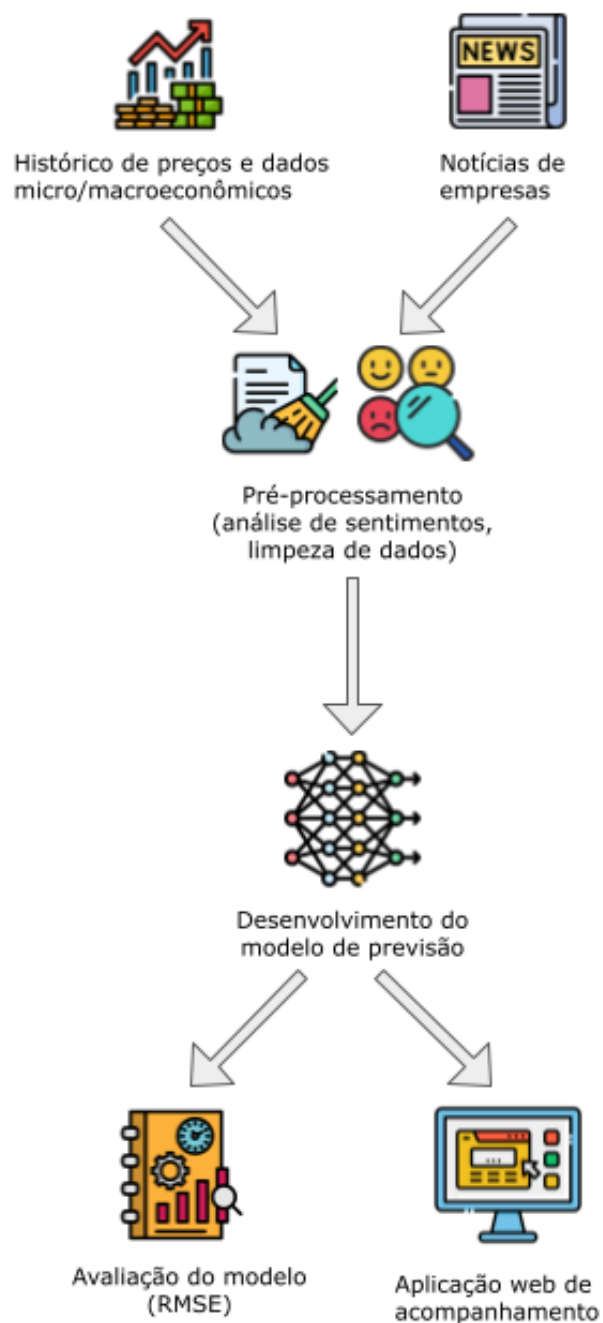 NEWS
Histórico de preços e dados
micro/macroeconômicos
Notícias de
empresas
Pré-processamento
(análise de sentimentos,
limpeza de dados)
Desenvolvimento do
modelo de previsão
Avaliação do modelo
(RMSE)
Aplicação web de
acompanhamento